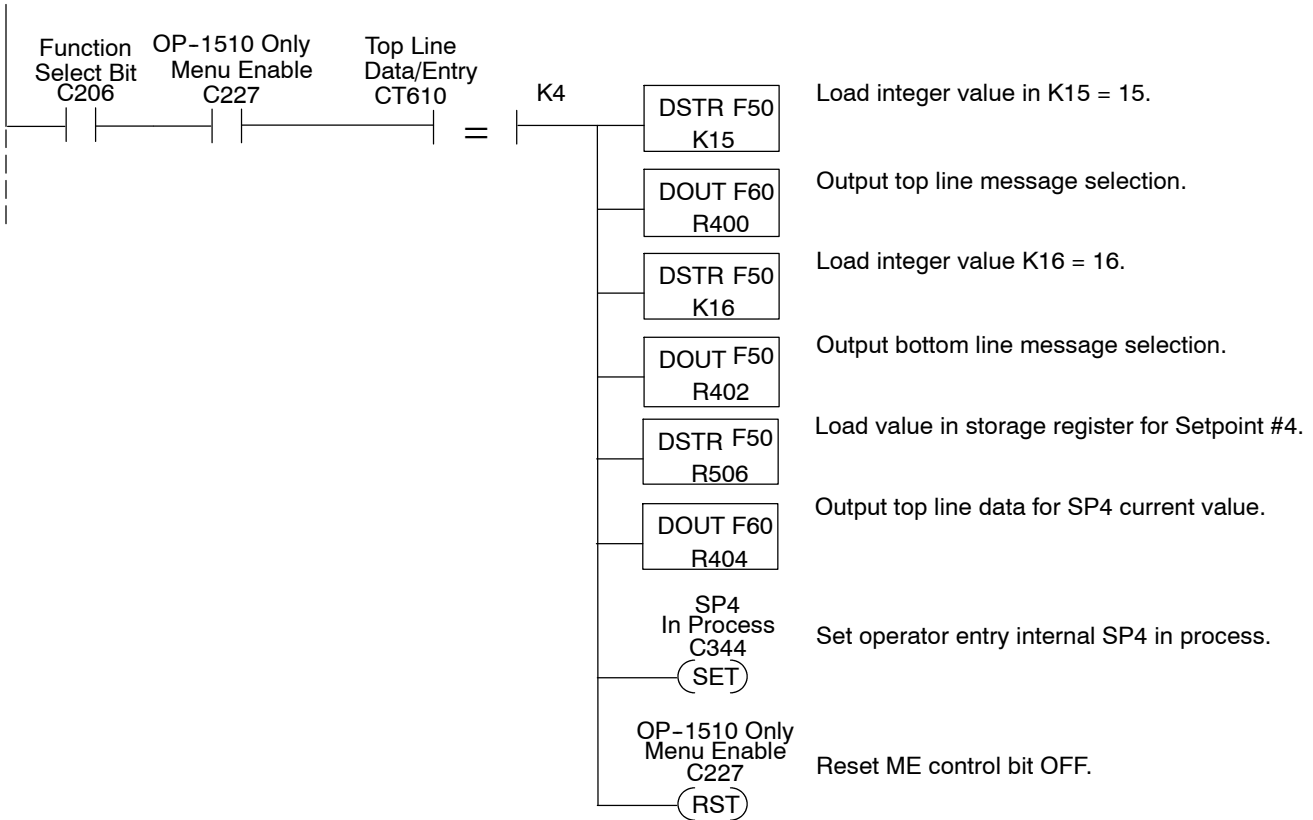 Function
Select Bit
C206
OP-1510 Only
Menu Enable
C227
Top Line
Data/Entry
CT610
=
K4
DSTR F50
K15
Load integer value in K15 = 15.
DOUT F60
R400
Output top line message selection.
DSTR F50
K16
Load integer value K16 = 16.
DOUT F50
R402
Output bottom line message selection.
DSTR F50
R506
Load value in storage register for Setpoint #4.
DOUT F60
R404
Output top line data for SP4 current value.
SP4
In Process
C344
SET
Set operator entry internal SP4 in process.
OP-1510 Only
Menu Enable
C227
RST
Reset ME control bit OFF.